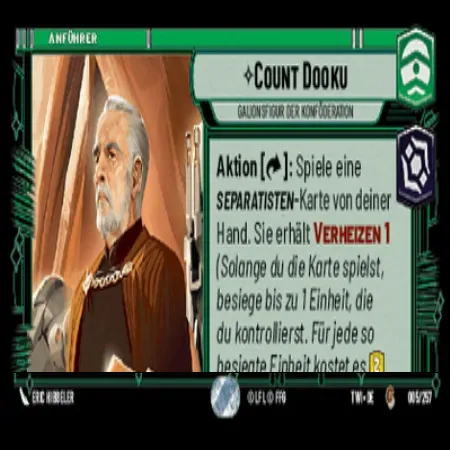 ANFÜHRER
COUNT DOOKU
GALIONSFIGUR DER KONFÖDERATION
Aktion [ ]: Spiele eine
SEPARATISTEN-Karte von deiner
Hand. Sie erhält VERHEIZEN 1
(Solange du die Karte spielst,
besiege bis zu 1 Einheit, die
du kontrollierst. Für jede so
besiegte Einheit kostet es 2
ERIC HIBBELER
© LFL © FFG
TWI • DE
005/257